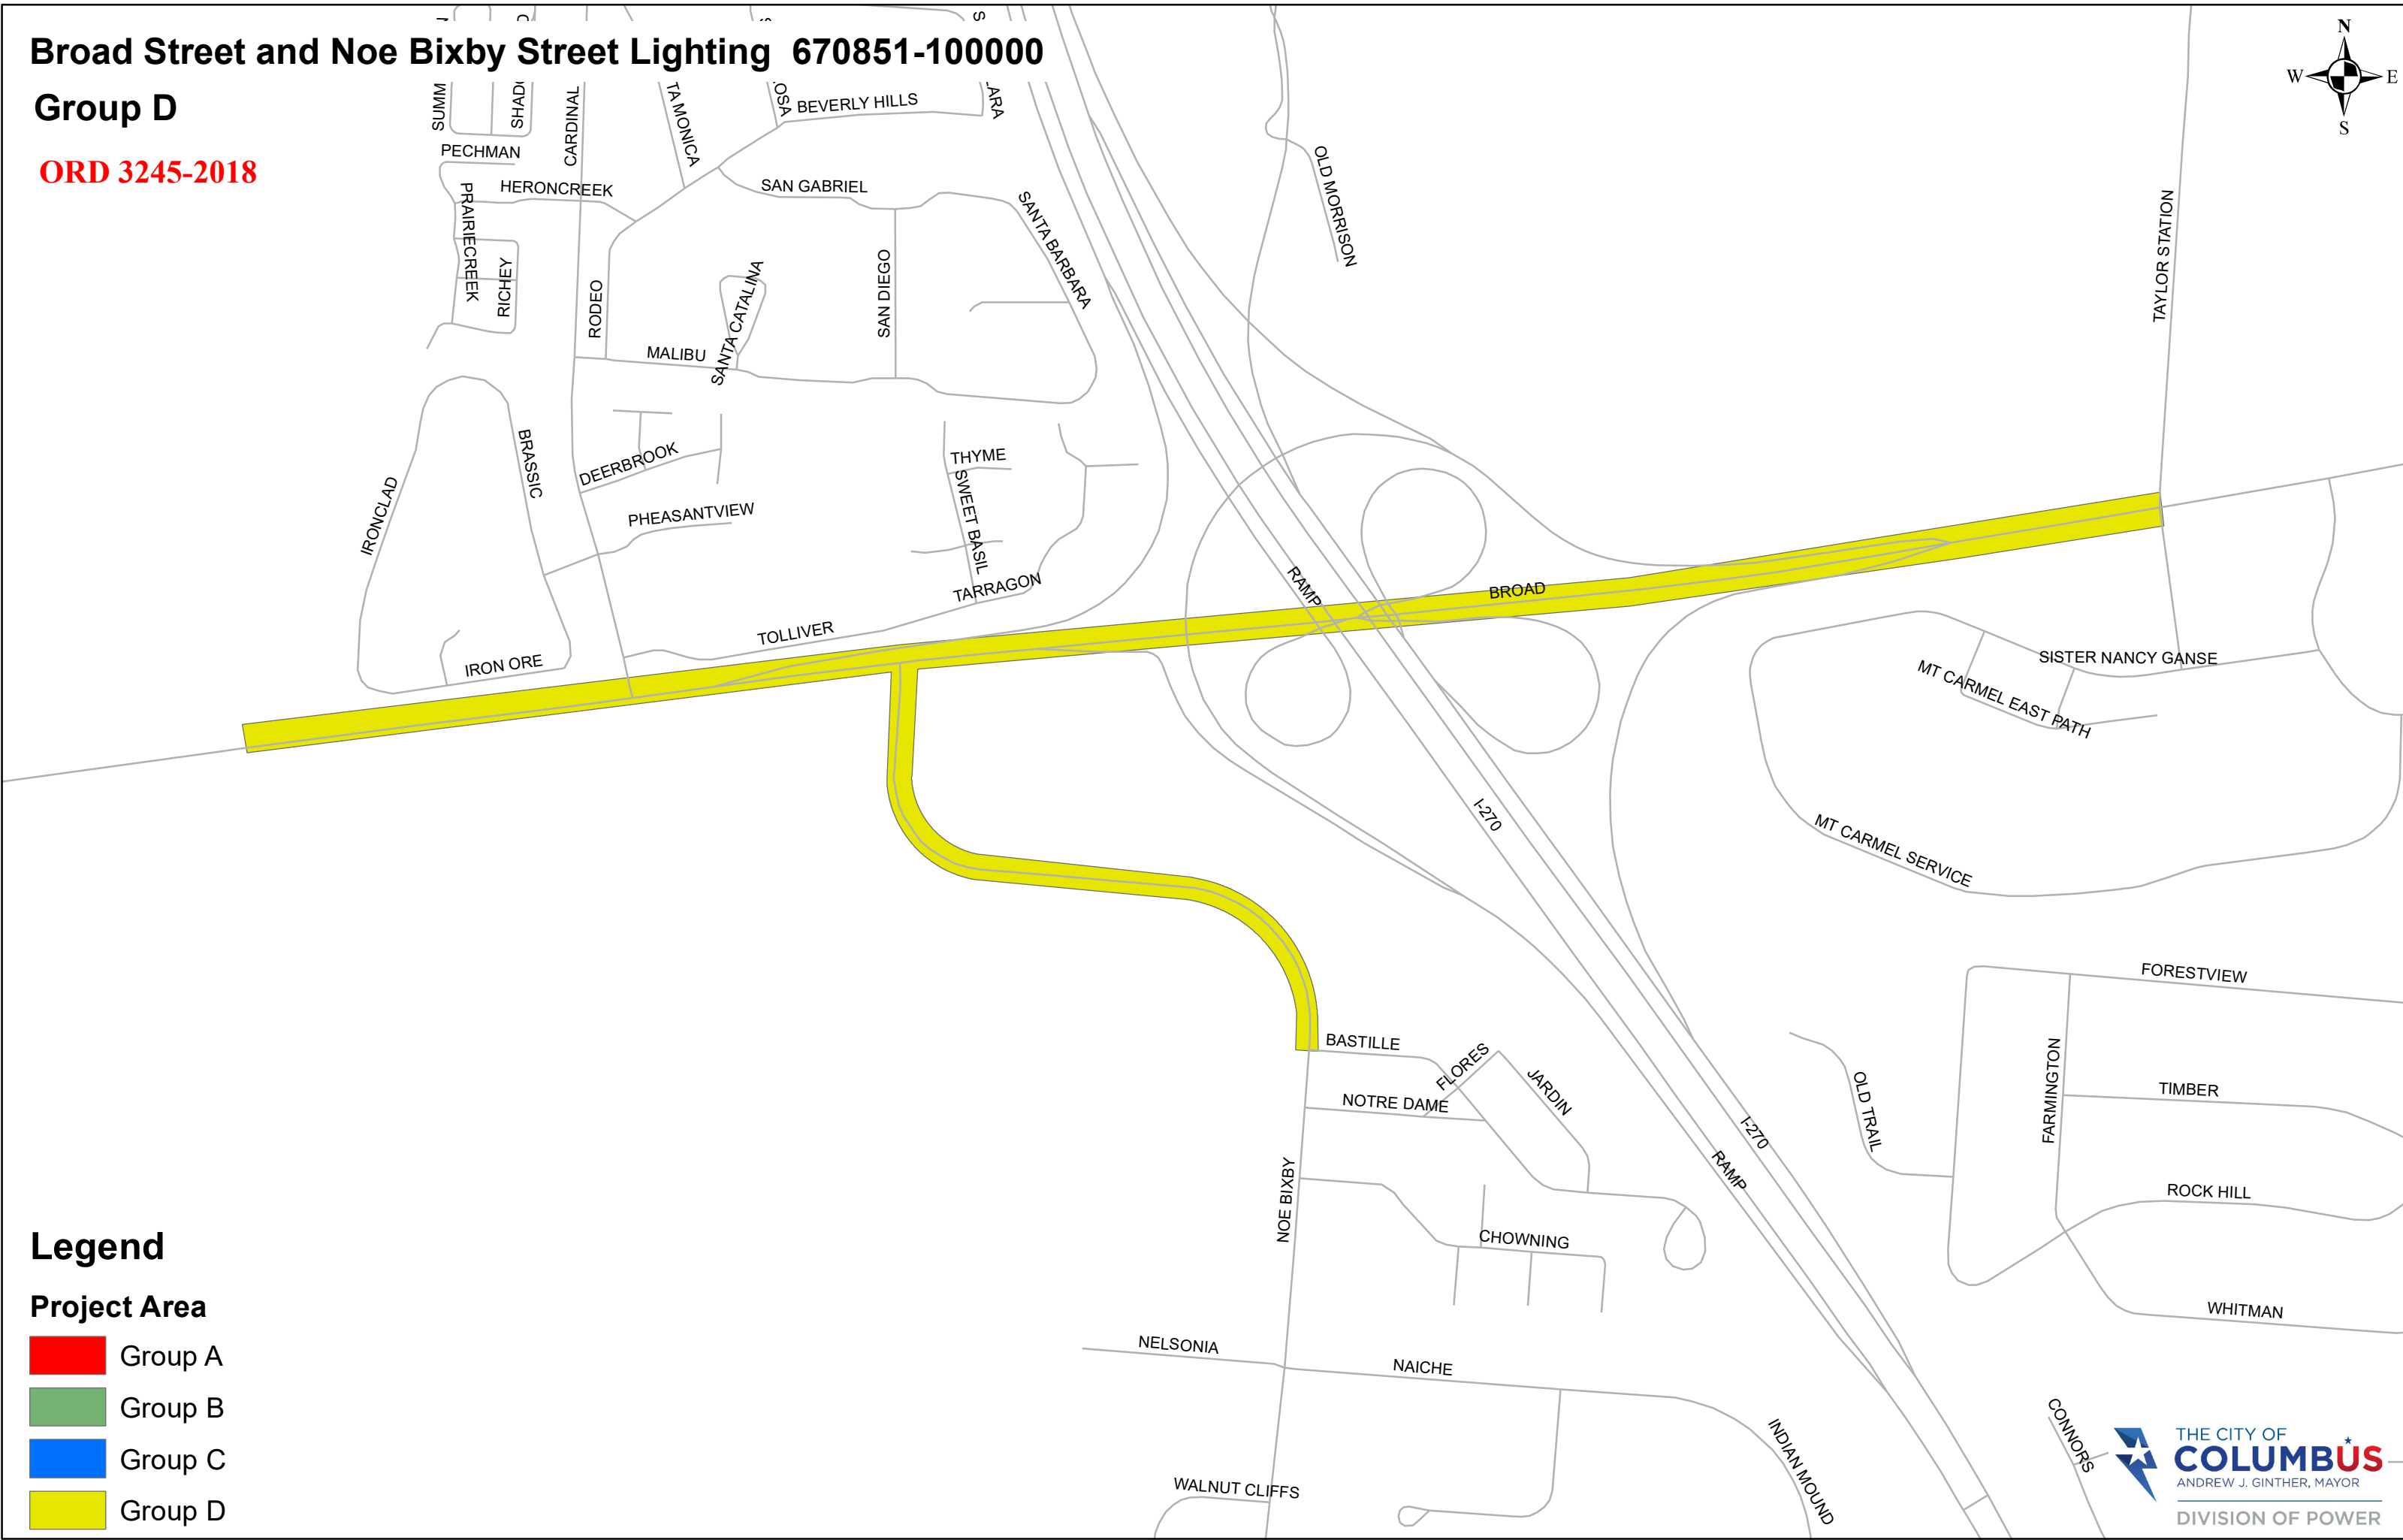 Broad Street and Noe Bixby Street Lighting 670851-100000
Group D
ORD 3245-2018
N
W
E
S
SUMM
SHAD
CARDINAL
TA MONICA
OSA
BEVERLY HILLS
ARA
PECHMAN
HERONCREEK
SAN GABRIEL
OLD MORRISON
PRAIRIECREEK
RICHEY
RODEO
SANTA CATALINA
SAN DIEGO
SANTA BARBARA
TAYLOR STATION
MALIBU
BRASSIC
DEERBROOK
THYME
IRONCLAD
PHEASANTVIEW
SWEET BASIL
TARRAGON
RAMP
BROAD
TOLLIVER
IRON ORE
SISTER NANCY GANSE
MT CARMEL EAST PATH
I-270
MT CARMEL SERVICE
FORESTVIEW
BASTILLE
FLORES
JARDIN
NOTRE DAME
OLD TRAIL
FARMINGTON
TIMBER
I-270
RAMP
NOE BIXBY
ROCK HILL
CHOWNING
WHITMAN
NELSONIA
NAICHE
INDIAN MOUND
CONNORS
WALNUT CLIFFS
Legend
Project Area
Group A
Group B
Group C
Group D
THE CITY OF
COLUMBUS
ANDREW J. GINTHER, MAYOR
DIVISION OF POWER